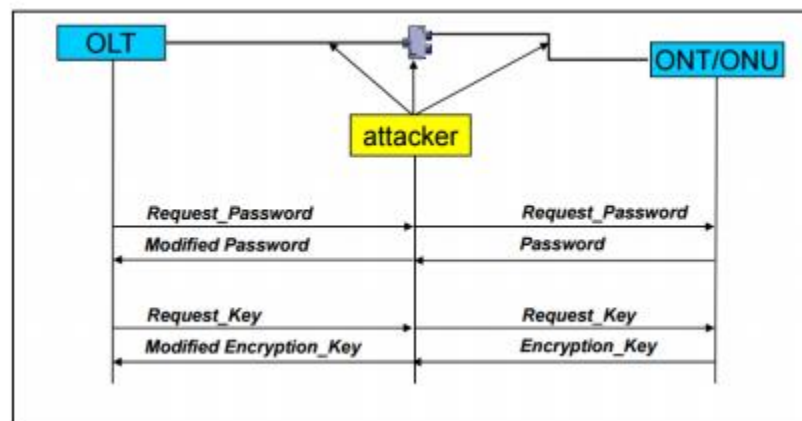 OLT
ONT/ONU
attacker
Request_Password
Request_Password
Modified Password
Password
Request_Key
Request_Key
Modified Encryption_Key
Encryption_Key